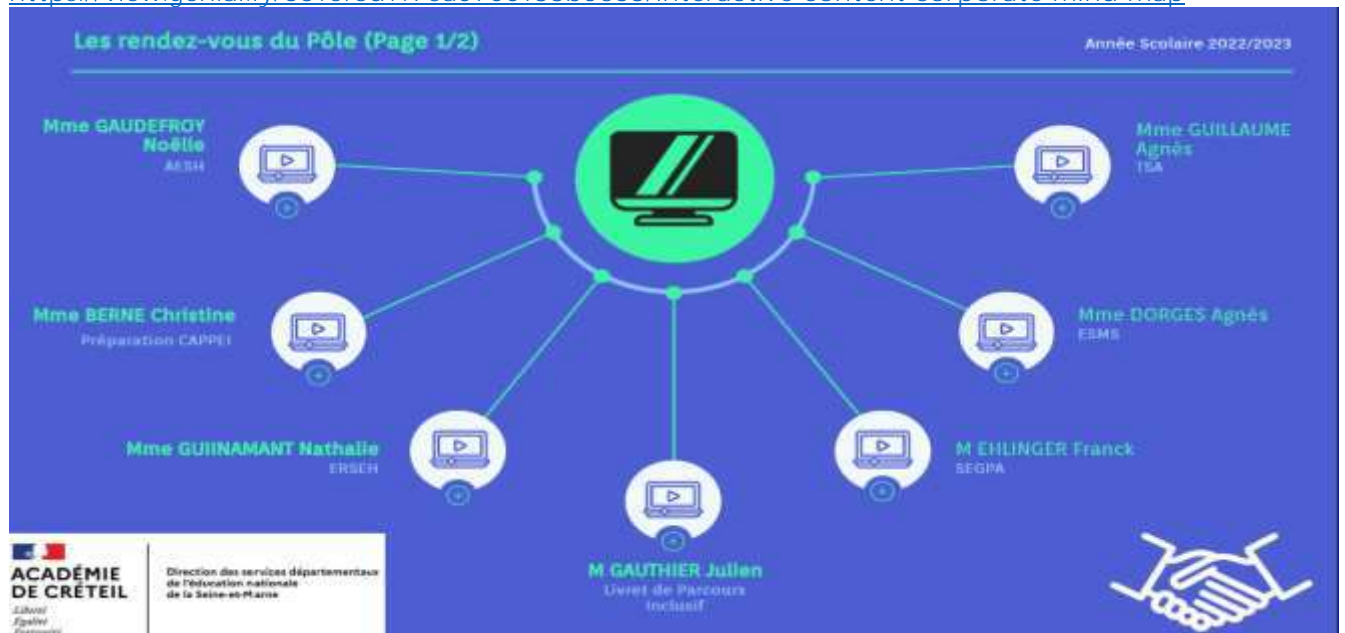 Les rendez-vous du Pôle (Page 1/2)
Année Scolaire 2022/2023
Mme GAUDEFROY
Noëlle
AESH
Mme GUILLAUME
Agnès
TSA
Mme BERNE Christine
Préparation CAPPEI
Mme DORGES Agnès
ESMS
Mme GUIINAMANT Nathalie
ERSEH
M EHLINGER Franck
SEGPA
M GAUTHIER Julien
Livret de Parcours
Inclusif
ACADÉMIE
DE CRÉTEIL
Liberté
Égalité
Fraternité
Direction des services départementaux
de l'éducation nationale
de la Seine-et-Marne